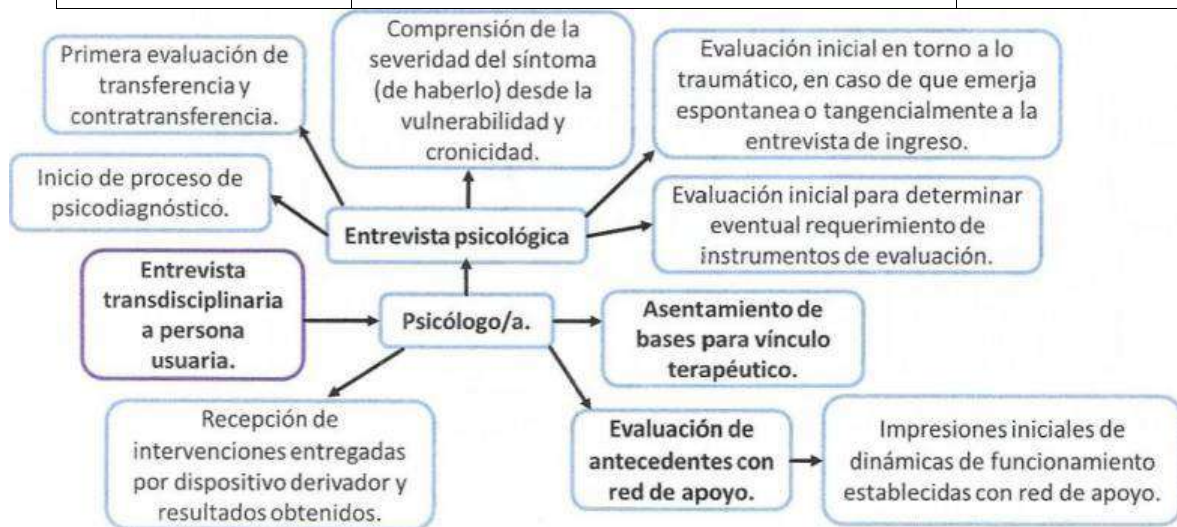 Primera evaluación de
transferencia y
contratransferencia.
Comprensión de la
severidad del síntoma
(de haberlo) desde la
vulnerabilidad y
cronicidad.
Evaluación inicial en torno a lo
traumático, en caso de que emerja
espontanea o tangencialmente a la
entrevista de ingreso.
Inicio de proceso de
psicodiagnóstico.
Entrevista psicológica
Evaluación inicial para determinar
eventual requerimiento de
instrumentos de evaluación.
Entrevista
transdisciplinaria
a persona
usuaria.
Psicólogo/a.
Asentamiento de
bases para vínculo
terapéutico.
Recepción de
intervenciones entregadas
por dispositivo derivador y
resultados obtenidos.
Evaluación de
antecedentes con
red de apoyo.
Impresiones iniciales de
dinámicas de funcionamiento
establecidas con red de apoyo.